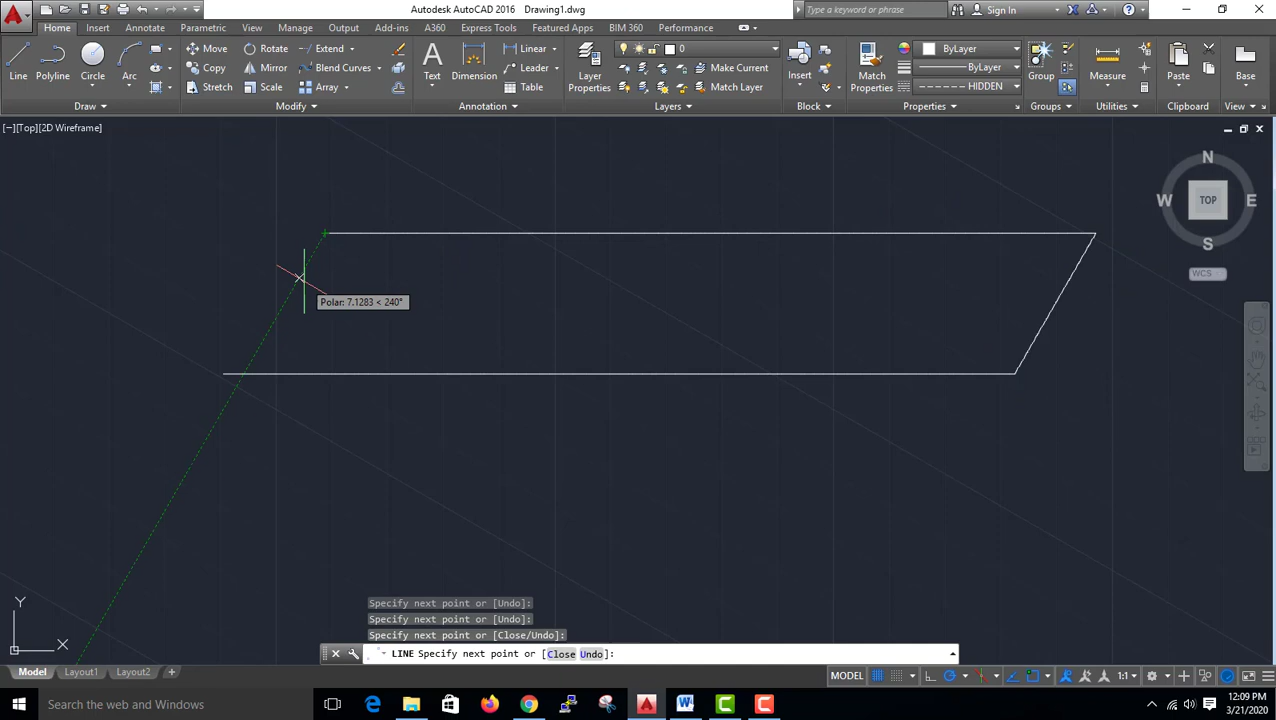 Autodesk AutoCAD 2016 Drawing1.dwg
Type a keyword or phrase
Sign In
Home Insert Annotate Parametric View Manage Output Add-ins A360 Express Tools Featured Apps BIM 360 Performance
Line Polyline Circle Arc
Move Rotate Extend
Copy Mirror Blend Curves
Stretch Scale Array
Text Dimension
Linear
Leader
Table
Layer Properties
0
Make Current
Match Layer
Insert
Match Properties
ByLayer
ByLayer
HIDDEN
Group Measure Paste Base
Draw Modify Annotation Layers Block Properties Groups Utilities Clipboard View
[−][Top][2D Wireframe]
N
W TOP E
S
WCS
Polar: 7.1283 < 240°
Y
X
Specify next point or [Undo]:
Specify next point or [Undo]:
Specify next point or [Close/Undo]:
LINE Specify next point or [Close Undo]:
Model Layout1 Layout2 +
MODEL 1:1
Search the web and Windows
12:09 PM
3/21/2020